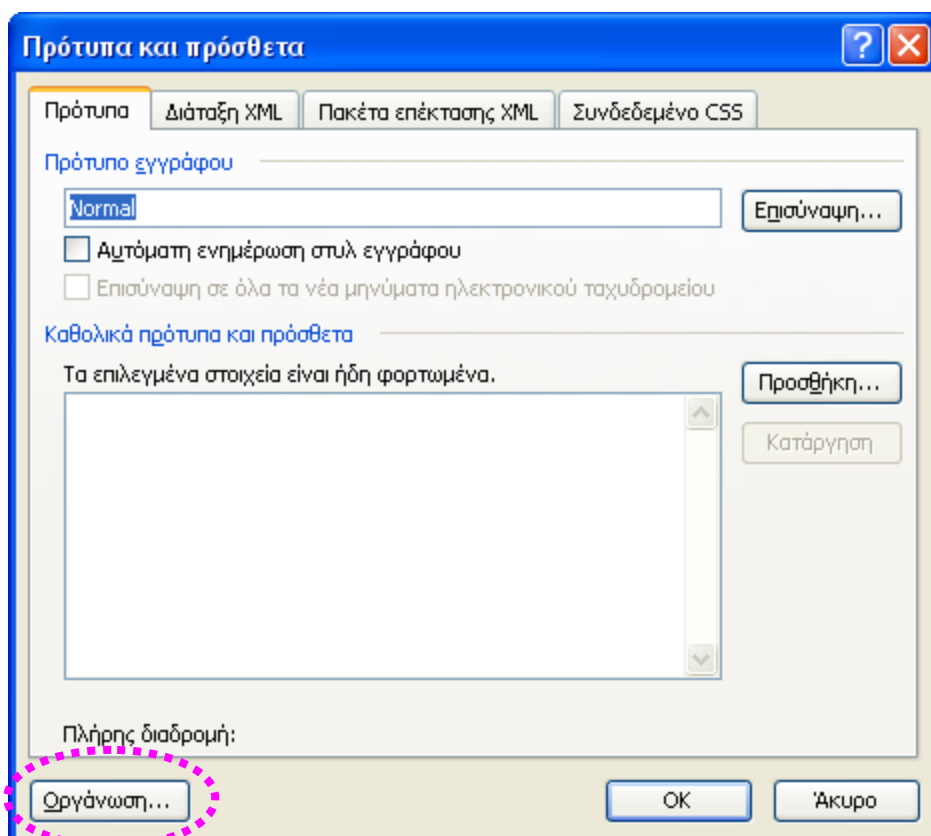 Πρότυπα και πρόσθετα
Πρότυπα Διάταξη XML Πακέτα επέκτασης XML Συνδεδεμένο CSS
Πρότυπο εγγράφου
Normal Επισύναψη...
Αυτόματη ενημέρωση στυλ εγγράφου
Επισύναψη σε όλα τα νέα μηνύματα ηλεκτρονικού ταχυδρομείου
Καθολικά πρότυπα και πρόσθετα
Τα επιλεγμένα στοιχεία είναι ήδη φορτωμένα.
Προσθήκη...
Κατάργηση
Πλήρης διαδρομή:
Οργάνωση... OK Άκυρο